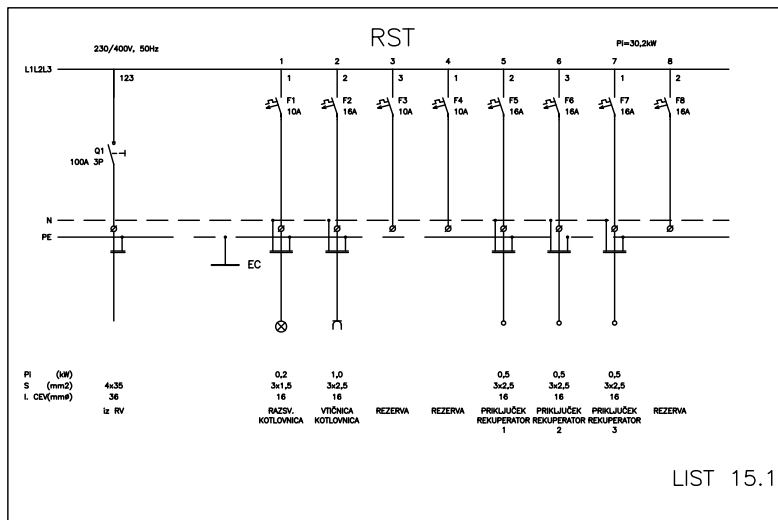 RST
230/400V, 50Hz
Pi=30,2kW
1 2 3 4 5 6 7 8
L1L2L3
123 1 2 3 1 2 3 1 2
F1 F2 F3 F4 F5 F6 F7 F8
10A 16A 10A 10A 16A 16A 16A 16A
Q1
100A 3P
N
PE
EC
Pi (kW) 0,2 1,0 0,5 0,5 0,5
S (mm2) 4x35 3x1,5 3x2,5 3x2,5 3x2,5 3x2,5
I. CEV(mmø) 36 16 16 16 16 16
iz RV RAZSV. VTIČNICA REZERVA REZERVA PRIKLJUČEK PRIKLJUČEK PRIKLJUČEK REZERVA
KOTLOVNICA KOTLOVNICA REKUPERATOR REKUPERATOR REKUPERATOR
1 2 3
LIST 15.1